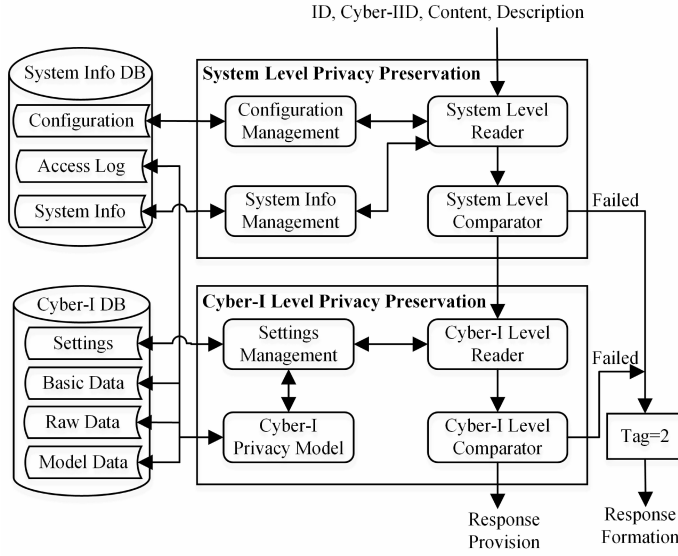 ID, Cyber-IID, Content, Description
System Info DB
Configuration
Access Log
System Info
System Level Privacy Preservation
Configuration
Management
System Level
Reader
System Info
Management
System Level
Comparator
Failed
Cyber-I DB
Settings
Basic Data
Raw Data
Model Data
Cyber-I Level Privacy Preservation
Settings
Management
Cyber-I Level
Reader
Cyber-I
Privacy Model
Cyber-I Level
Comparator
Failed
Tag=2
Response
Provision
Response
Formation